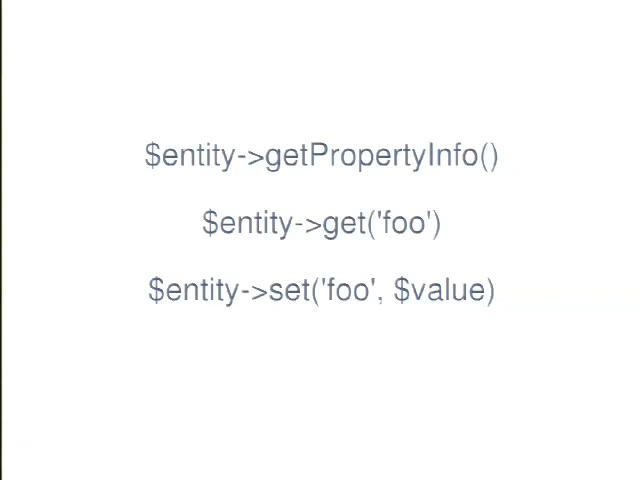 $entity->getPropertyInfo()
$entity->get('foo')
$entity->set('foo', $value)